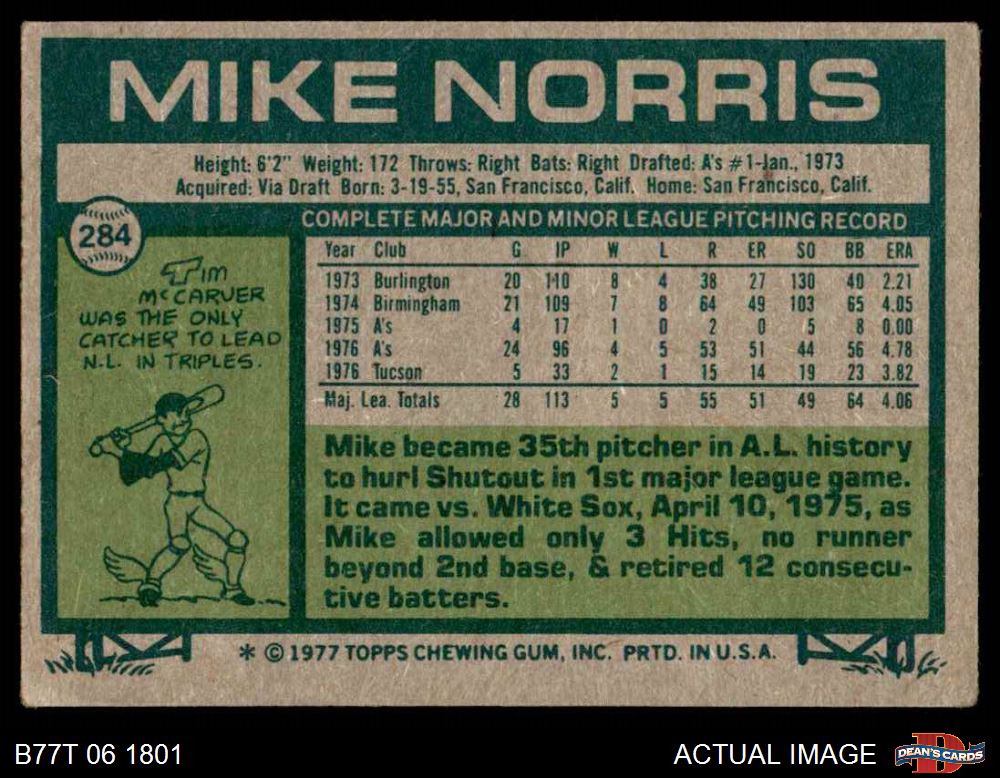 MIKE NORRIS
Height: 6'2" Weight: 172 Throws: Right Bats: Right Drafted: A's #1-Jan., 1973
Acquired: Via Draft Born: 3-19-55, San Francisco, Calif. Home: San Francisco, Calif.
284
COMPLETE MAJOR AND MINOR LEAGUE PITCHING RECORD
Year Club G IP W L R ER SO BB ERA
1973 Burlington 20 110 8 4 38 27 130 40 2.21
1974 Birmingham 21 109 7 8 64 49 103 65 4.05
1975 A's 4 17 1 0 2 0 5 8 0.00
1976 A's 24 96 4 5 53 51 44 56 4.78
1976 Tucson 5 33 2 1 15 14 19 23 3.82
Maj. Lea. Totals 28 113 5 5 55 51 49 64 4.06
TIM
McCARVER
WAS THE ONLY
CATCHER TO LEAD
N.L. IN TRIPLES.
Mike became 35th pitcher in A.L. history
to hurl Shutout in 1st major league game.
It came vs. White Sox, April 10, 1975, as
Mike allowed only 3 Hits, no runner
beyond 2nd base, & retired 12 consecu-
tive batters.
* © 1977 TOPPS CHEWING GUM, INC. PRTD. IN U.S.A.
B77T 06 1801
ACTUAL IMAGE
DEAN'S CARDS